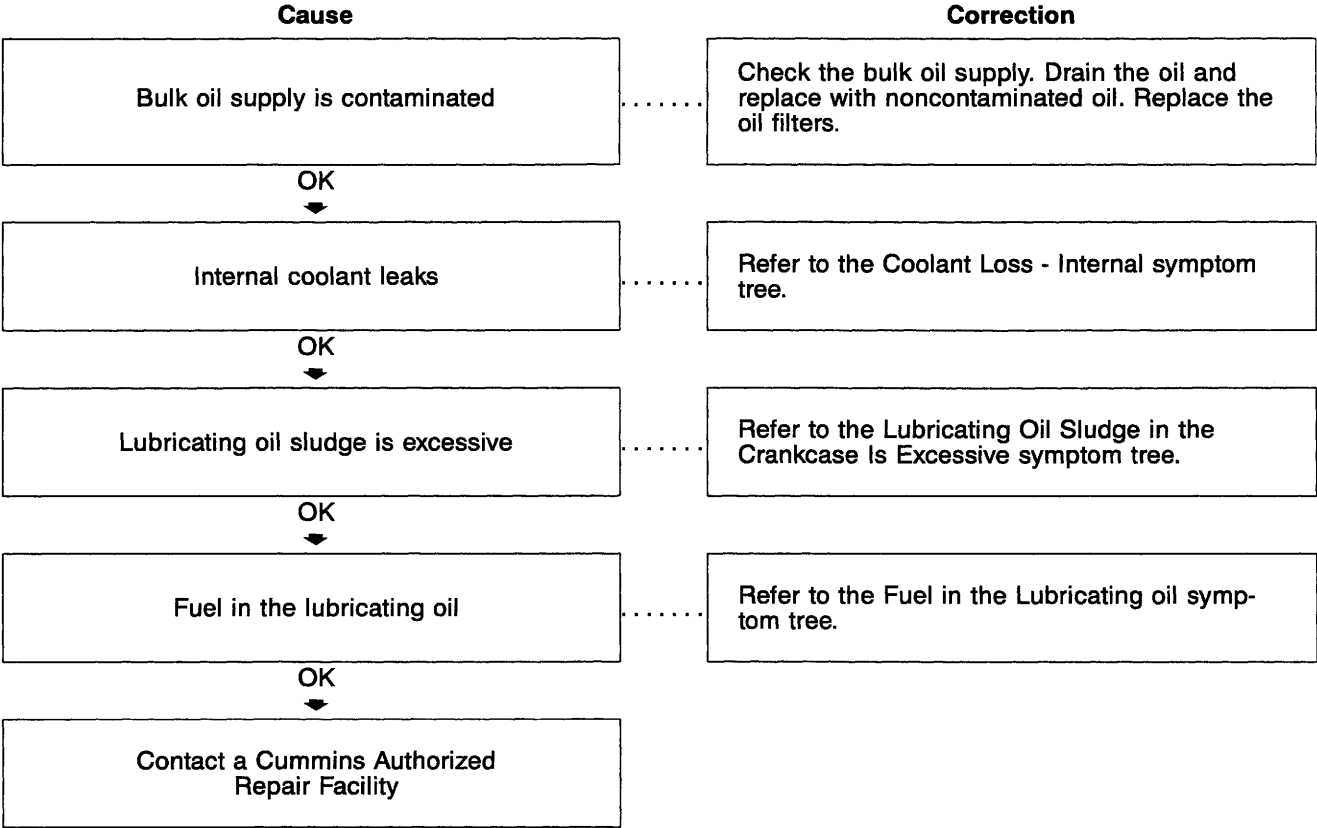 Cause
Correction
Bulk oil supply is contaminated
Check the bulk oil supply. Drain the oil and
replace with noncontaminated oil. Replace the
oil filters.
OK
Internal coolant leaks
Refer to the Coolant Loss - Internal symptom
tree.
OK
Lubricating oil sludge is excessive
Refer to the Lubricating Oil Sludge in the
Crankcase Is Excessive symptom tree.
OK
Fuel in the lubricating oil
Refer to the Fuel in the Lubricating oil symp-
tom tree.
OK
Contact a Cummins Authorized
Repair Facility